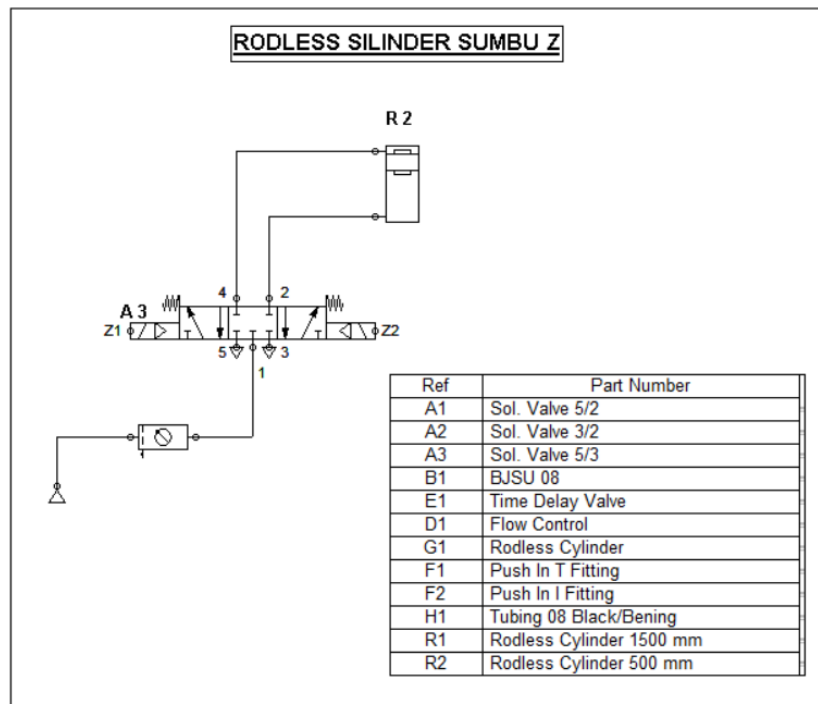 RODLESS SILINDER SUMBU Z
R 2
4
2
A 3
Z1
Z2
5
3
1
Ref Part Number
A1 Sol. Valve 5/2
A2 Sol. Valve 3/2
A3 Sol. Valve 5/3
B1 BJSU 08
E1 Time Delay Valve
D1 Flow Control
G1 Rodless Cylinder
F1 Push In T Fitting
F2 Push In I Fitting
H1 Tubing 08 Black/Bening
R1 Rodless Cylinder 1500 mm
R2 Rodless Cylinder 500 mm